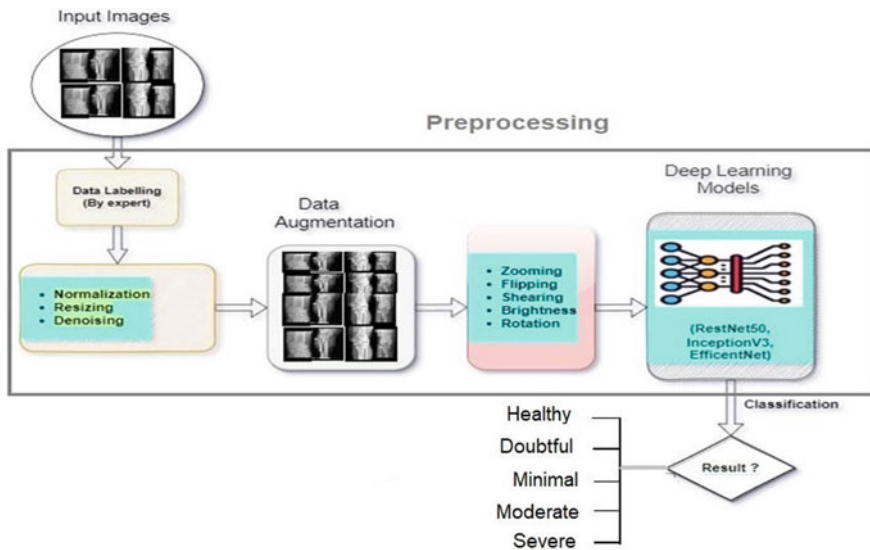 Input Images
Preprocessing
Data Labelling
(By expert)
Normalization
Resizing
Denoising
Data
Augmentation
Zooming
Flipping
Shearing
Brightness
Rotation
Deep Learning
Models
(RestNet50,
InceptionV3,
EfficentNet)
Classification
Result ?
Healthy
Doubtful
Minimal
Moderate
Severe